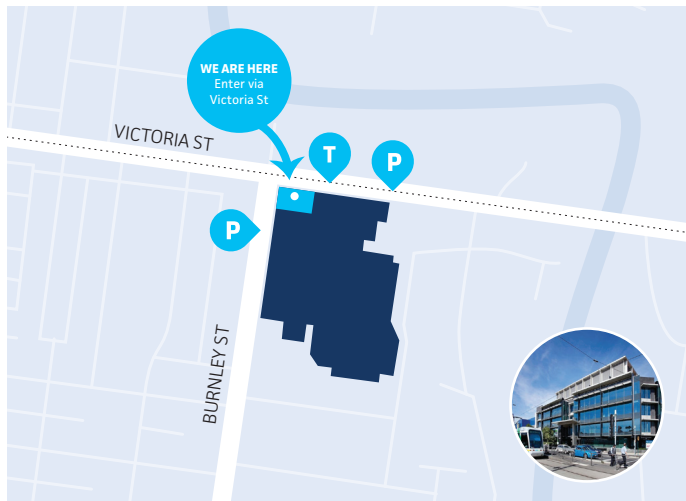 WE ARE HERE
Enter via
Victoria St
VICTORIA ST
T
P
P
BURNLEY ST